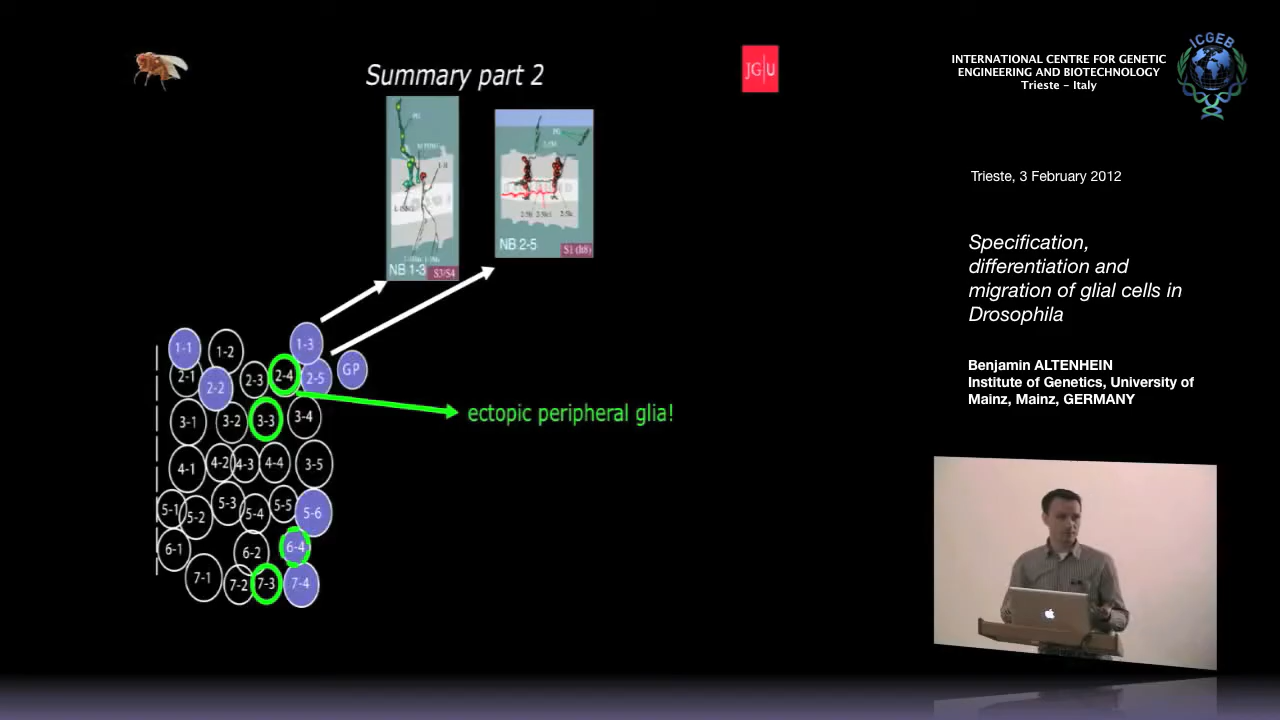 Summary part 2
JG|U
INTERNATIONAL CENTRE FOR GENETIC
ENGINEERING AND BIOTECHNOLOGY
Trieste - Italy
ICGEB
Trieste, 3 February 2012
Specification,
differentiation and
migration of glial cells in
Drosophila
Benjamin ALTENHEIN
Institute of Genetics, University of
Mainz, Mainz, GERMANY
NB 1-3
S3/S4
NB 2-5
S1 (h8)
1-1
1-2
1-3
2-1
2-2
2-3
2-4
2-5
GP
ectopic peripheral glia!
3-1
3-2
3-3
3-4
4-1
4-2
4-3
4-4
3-5
5-1
5-2
5-3
5-4
5-5
5-6
6-1
6-2
6-4
7-1
7-2
7-3
7-4